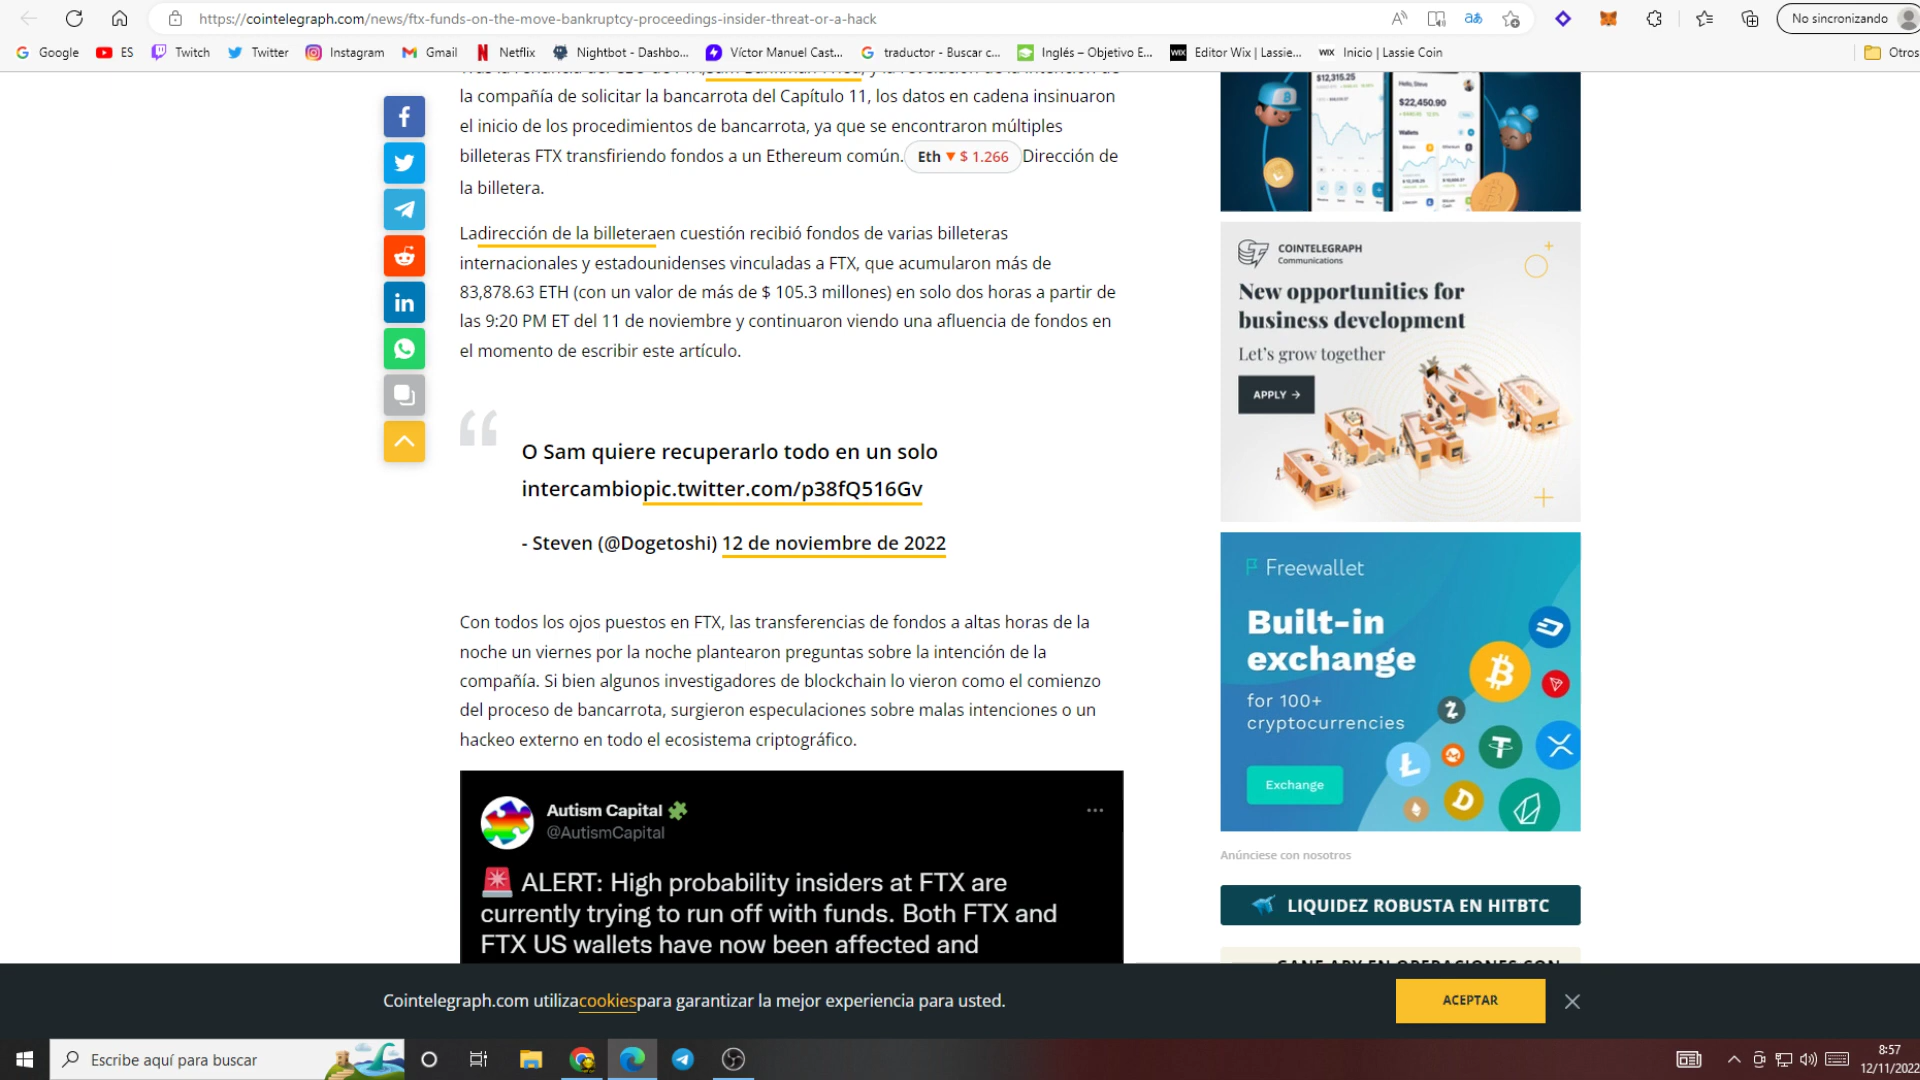 https://cointelegraph.com/news/ftx-funds-on-the-move-bankruptcy-proceedings-insider-threat-or-a-hack
No sincronizando
Google
ES
Twitch
Twitter
Instagram
Gmail
Netflix
Nightbot - Dashbo...
Víctor Manuel Cast...
traductor - Buscar c...
Inglés – Objetivo E...
Editor Wix | Lassie...
Inicio | Lassie Coin
Otros
la compañía de solicitar la bancarrota del Capítulo 11, los datos en cadena insinuaron
el inicio de los procedimientos de bancarrota, ya que se encontraron múltiples
billeteras FTX transfiriendo fondos a un Ethereum común. Eth ▼ $ 1.266 Dirección de
la billetera.
Ladirección de la billeteraen cuestión recibió fondos de varias billeteras
internacionales y estadounidenses vinculadas a FTX, que acumularon más de
83,878.63 ETH (con un valor de más de $ 105.3 millones) en solo dos horas a partir de
las 9:20 PM ET del 11 de noviembre y continuaron viendo una afluencia de fondos en
el momento de escribir este artículo.
O Sam quiere recuperarlo todo en un solo
intercambiopic.twitter.com/p38fQ516Gv
- Steven (@Dogetoshi) 12 de noviembre de 2022
Con todos los ojos puestos en FTX, las transferencias de fondos a altas horas de la
noche un viernes por la noche plantearon preguntas sobre la intención de la
compañía. Si bien algunos investigadores de blockchain lo vieron como el comienzo
del proceso de bancarrota, surgieron especulaciones sobre malas intenciones o un
hackeo externo en todo el ecosistema criptográfico.
Autism Capital
@AutismCapital
ALERT: High probability insiders at FTX are
currently trying to run off with funds. Both FTX and
FTX US wallets have now been affected and
$12,315.25
Hello, Steve
$22,450.90
Wallets
COINTELEGRAPH
Communications
New opportunities for
business development
Let's grow together
APPLY →
BLEND
Freewallet
Built-in
exchange
for 100+
cryptocurrencies
Exchange
Anúnciese con nosotros
LIQUIDEZ ROBUSTA EN HITBTC
GANE APY EN OPERACIONES CON
Cointelegraph.com utilizacookiespara garantizar la mejor experiencia para usted.
ACEPTAR
Escribe aquí para buscar
8:57
12/11/2022